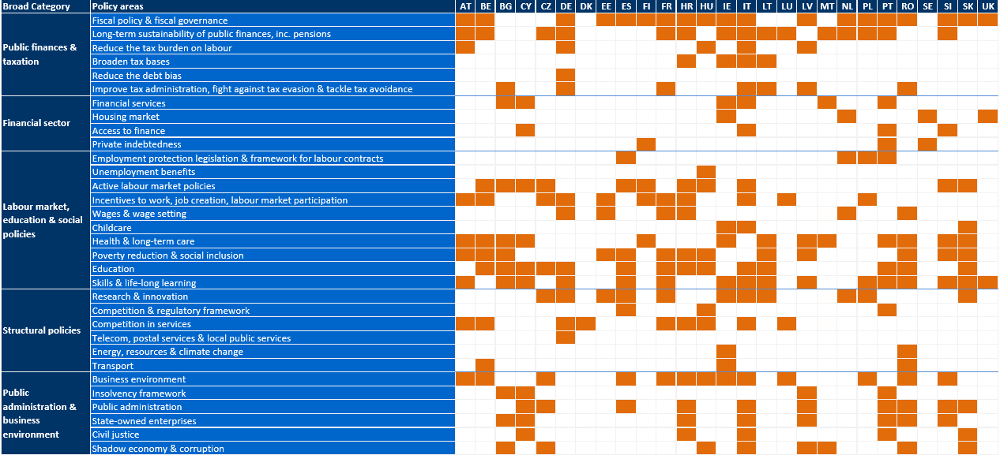 Broad Category Policy areas AT BE BG CY CZ DE DK EE ES FI FR HR HU IE IT LT LU LV MT NL PL PT RO SE SI SK UK
Public finances &
taxation
Fiscal policy & fiscal governance
Long-term sustainability of public finances, inc. pensions
Reduce the tax burden on labour
Broaden tax bases
Reduce the debt bias
Improve tax administration, fight against tax evasion & tackle tax avoidance
Financial sector
Financial services
Housing market
Access to finance
Private indebtedness
Labour market,
education & social
policies
Employment protection legislation & framework for labour contracts
Unemployment benefits
Active labour market policies
Incentives to work, job creation, labour market participation
Wages & wage setting
Childcare
Health & long-term care
Poverty reduction & social inclusion
Education
Skills & life-long learning
Structural policies
Research & innovation
Competition & regulatory framework
Competition in services
Telecom, postal services & local public services
Energy, resources & climate change
Transport
Public
administration &
business
environment
Business environment
Insolvency framework
Public administration
State-owned enterprises
Civil justice
Shadow economy & corruption